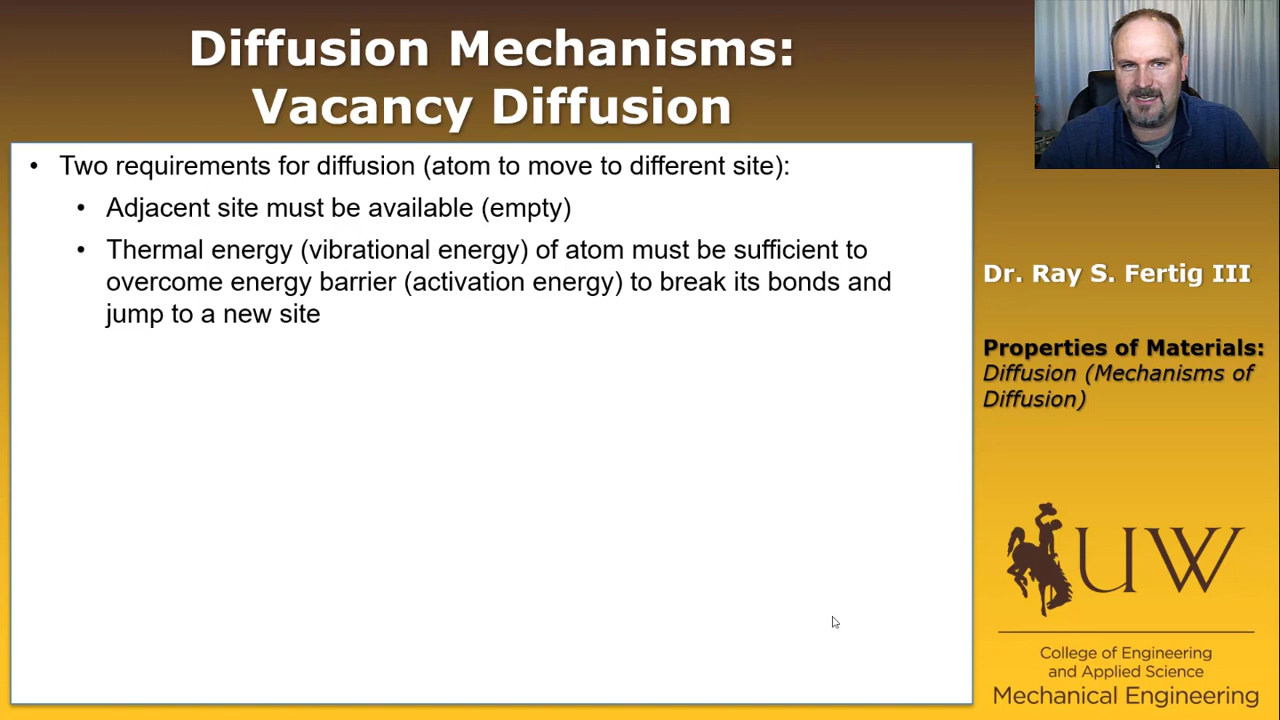 Diffusion Mechanisms:
Vacancy Diffusion
• Two requirements for diffusion (atom to move to different site):
• Adjacent site must be available (empty)
• Thermal energy (vibrational energy) of atom must be sufficient to
overcome energy barrier (activation energy) to break its bonds and
jump to a new site
Dr. Ray S. Fertig III
Properties of Materials:
Diffusion (Mechanisms of
Diffusion)
UW
College of Engineering
and Applied Science
Mechanical Engineering